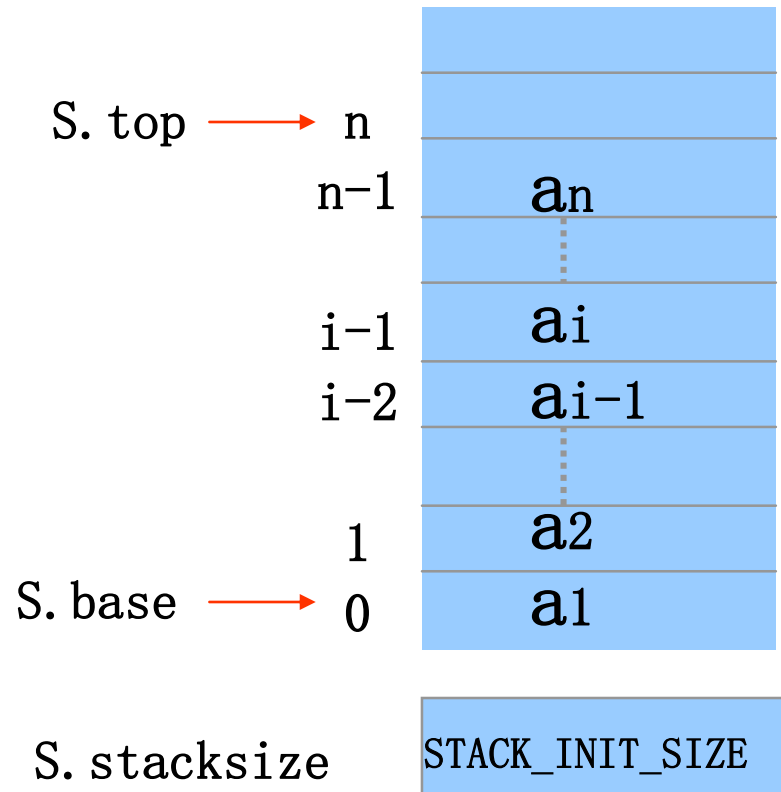 S.top n
n-1 an
i-1 ai
i-2 ai-1
1 a2
S.base 0 a1
S.stacksize STACK_INIT_SIZE